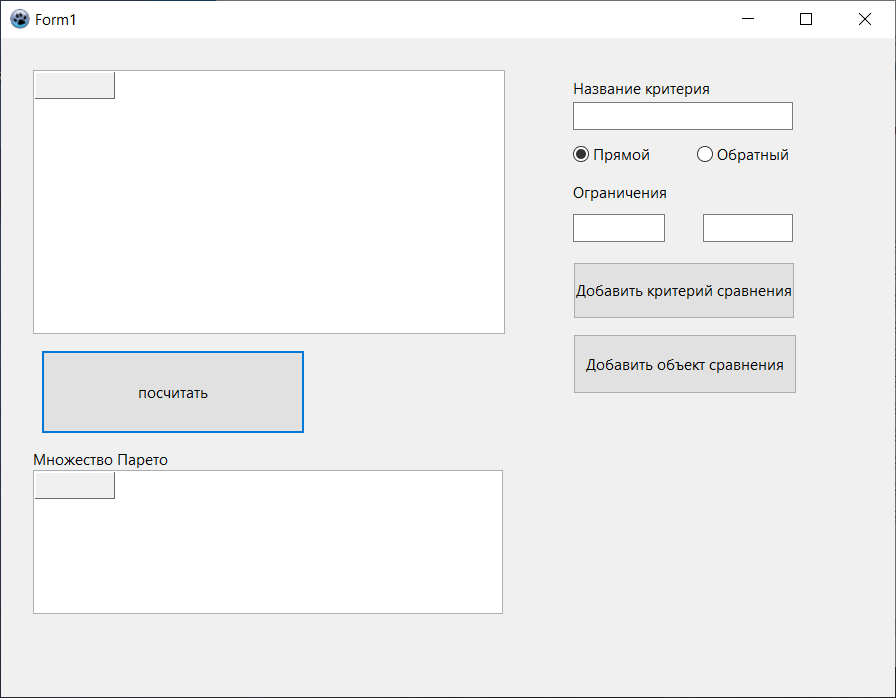 Form1
Название критерия
Прямой
Обратный
Ограничения
Добавить критерий сравнения
Добавить объект сравнения
посчитать
Множество Парето